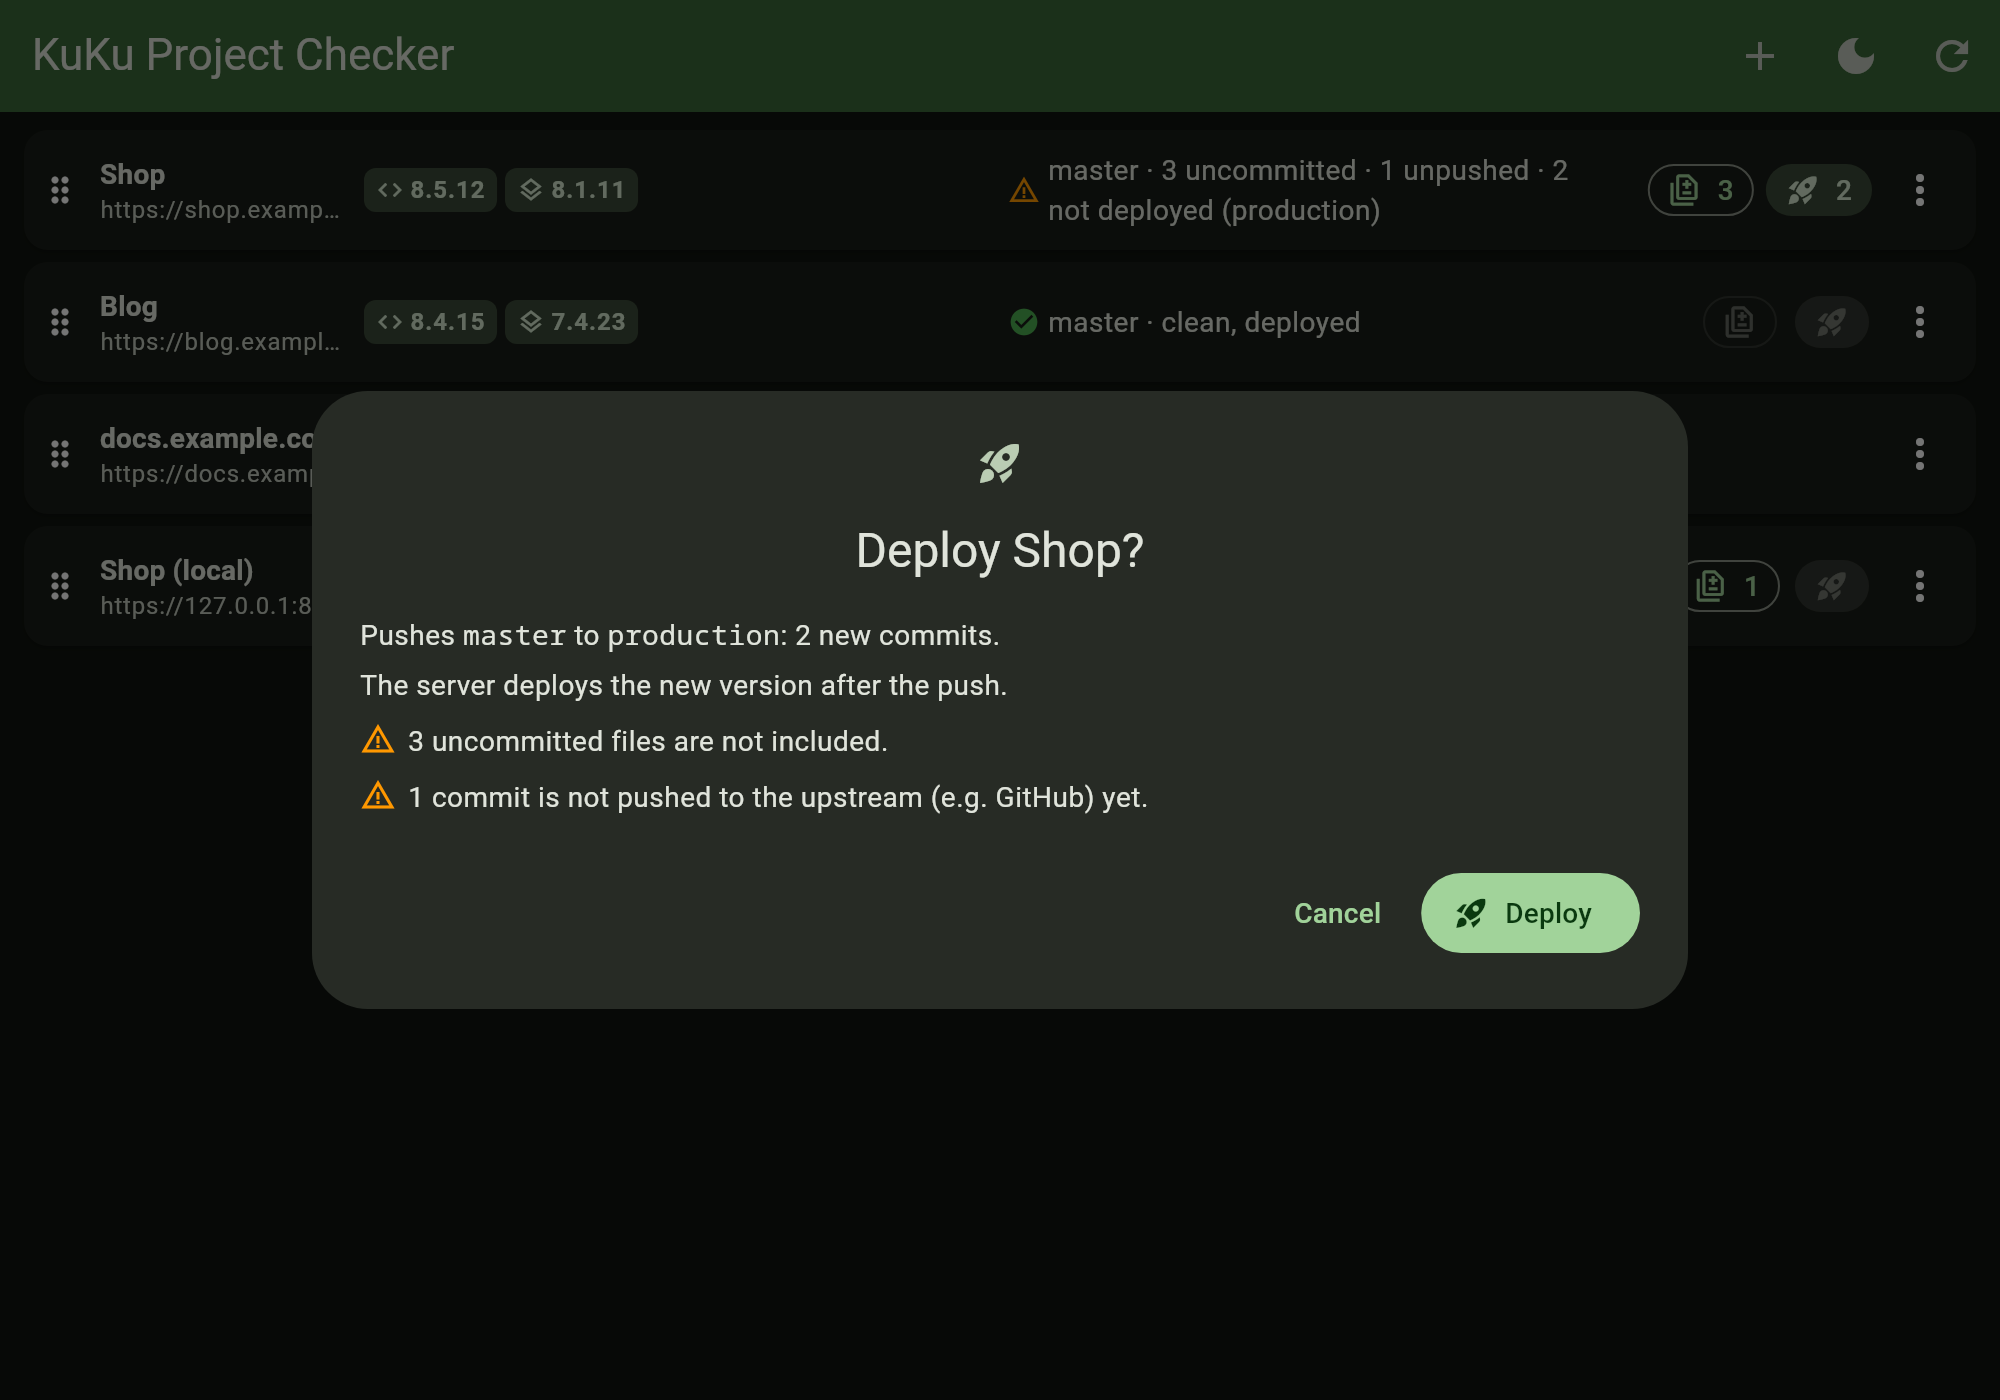 KuKu Project Checker
Shop
https://shop.examp…
8.5.12
8.1.11
master · 3 uncommitted · 1 unpushed · 2
not deployed (production)
3
2
Blog
https://blog.exampl…
8.4.15
7.4.23
master · clean, deployed
docs.example.co
https://docs.examp
Shop (local)
https://127.0.0.1:8
1
Deploy Shop?
Pushes master to production: 2 new commits.
The server deploys the new version after the push.
3 uncommitted files are not included.
1 commit is not pushed to the upstream (e.g. GitHub) yet.
Cancel
Deploy